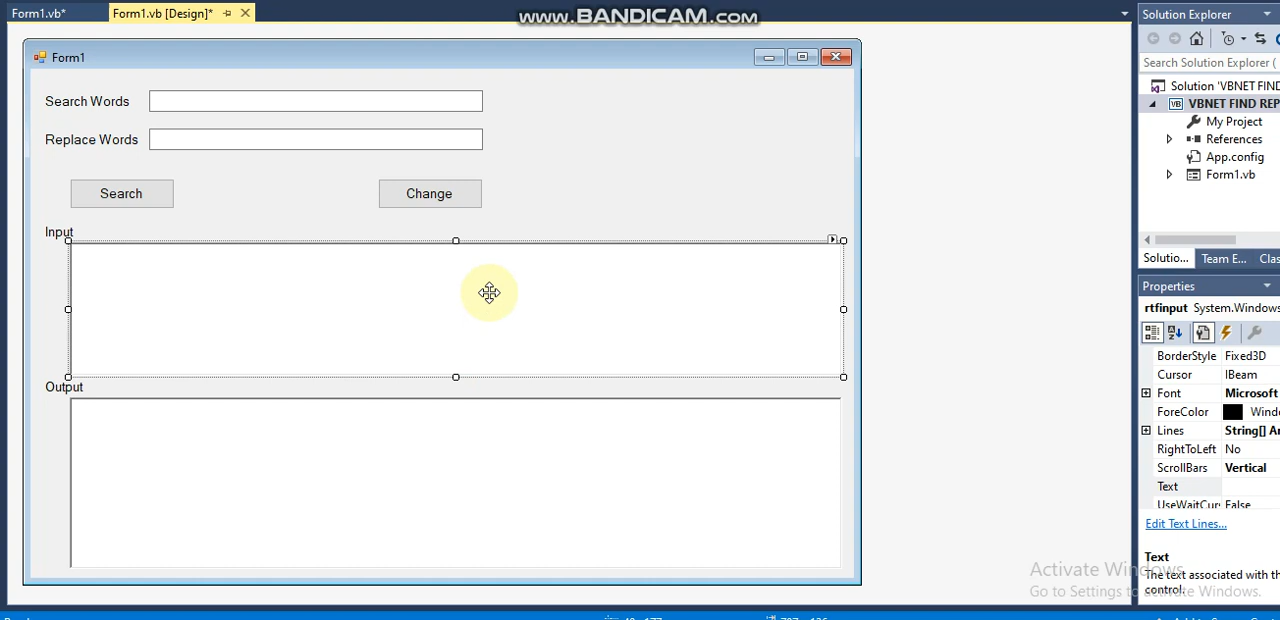 Form1.vb*
Form1.vb [Design]*
www.BANDICAM.com
Solution Explorer
Form1
Search Solution Explorer (
Search Words
Solution 'VBNET FIND
VBNET FIND REP
Replace Words
My Project
References
App.config
Form1.vb
Search
Change
Input
Solutio...
Team E...
Clas
Properties
rtfinput System.Windows
BorderStyle Fixed3D
Cursor IBeam
Output
Font Microsoft
ForeColor Wind
Lines String[] Ar
RightToLeft No
ScrollBars Vertical
Text
UseWaitCurs False
Edit Text Lines...
Text
Activate Windows
The text associated with th
control.
Go to Settings to activate Windows.